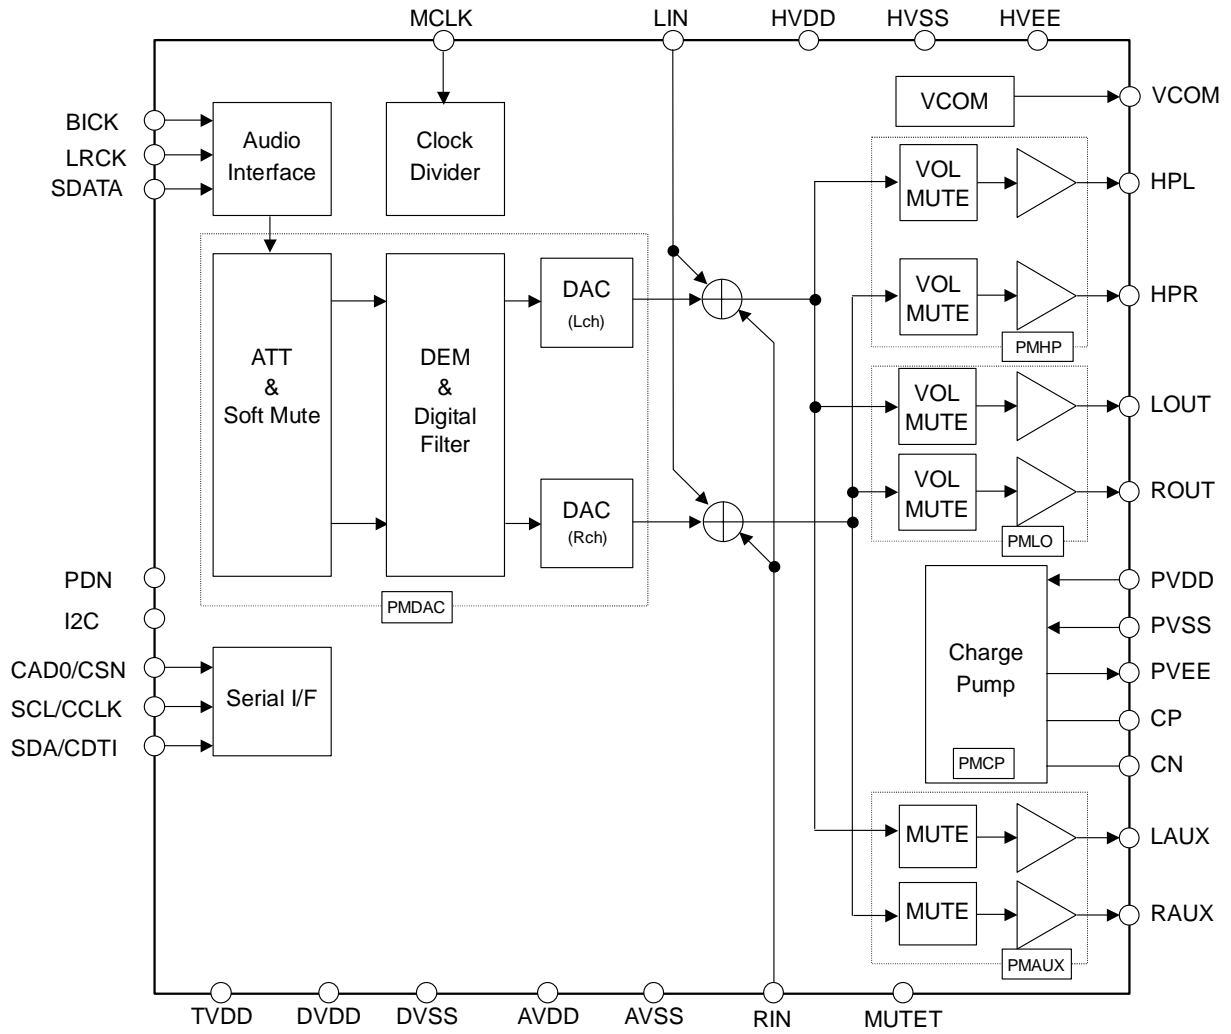 MCLK
LIN
HVDD
HVSS
HVEE
BICK
LRCK
SDATA
Audio
Interface
Clock
Divider
VCOM
VCOM
VOL
MUTE
HPL
VOL
MUTE
HPR
PMHP
ATT
&
Soft Mute
DEM
&
Digital
Filter
DAC
(Lch)
DAC
(Rch)
PMDAC
VOL
MUTE
LOUT
VOL
MUTE
ROUT
PMLO
PDN
I2C
CAD0/CSN
SCL/CCLK
SDA/CDTI
Serial I/F
Charge
Pump
PMCP
PVDD
PVSS
PVEE
CP
CN
MUTE
LAUX
MUTE
RAUX
PMAUX
TVDD
DVDD
DVSS
AVDD
AVSS
RIN
MUTET